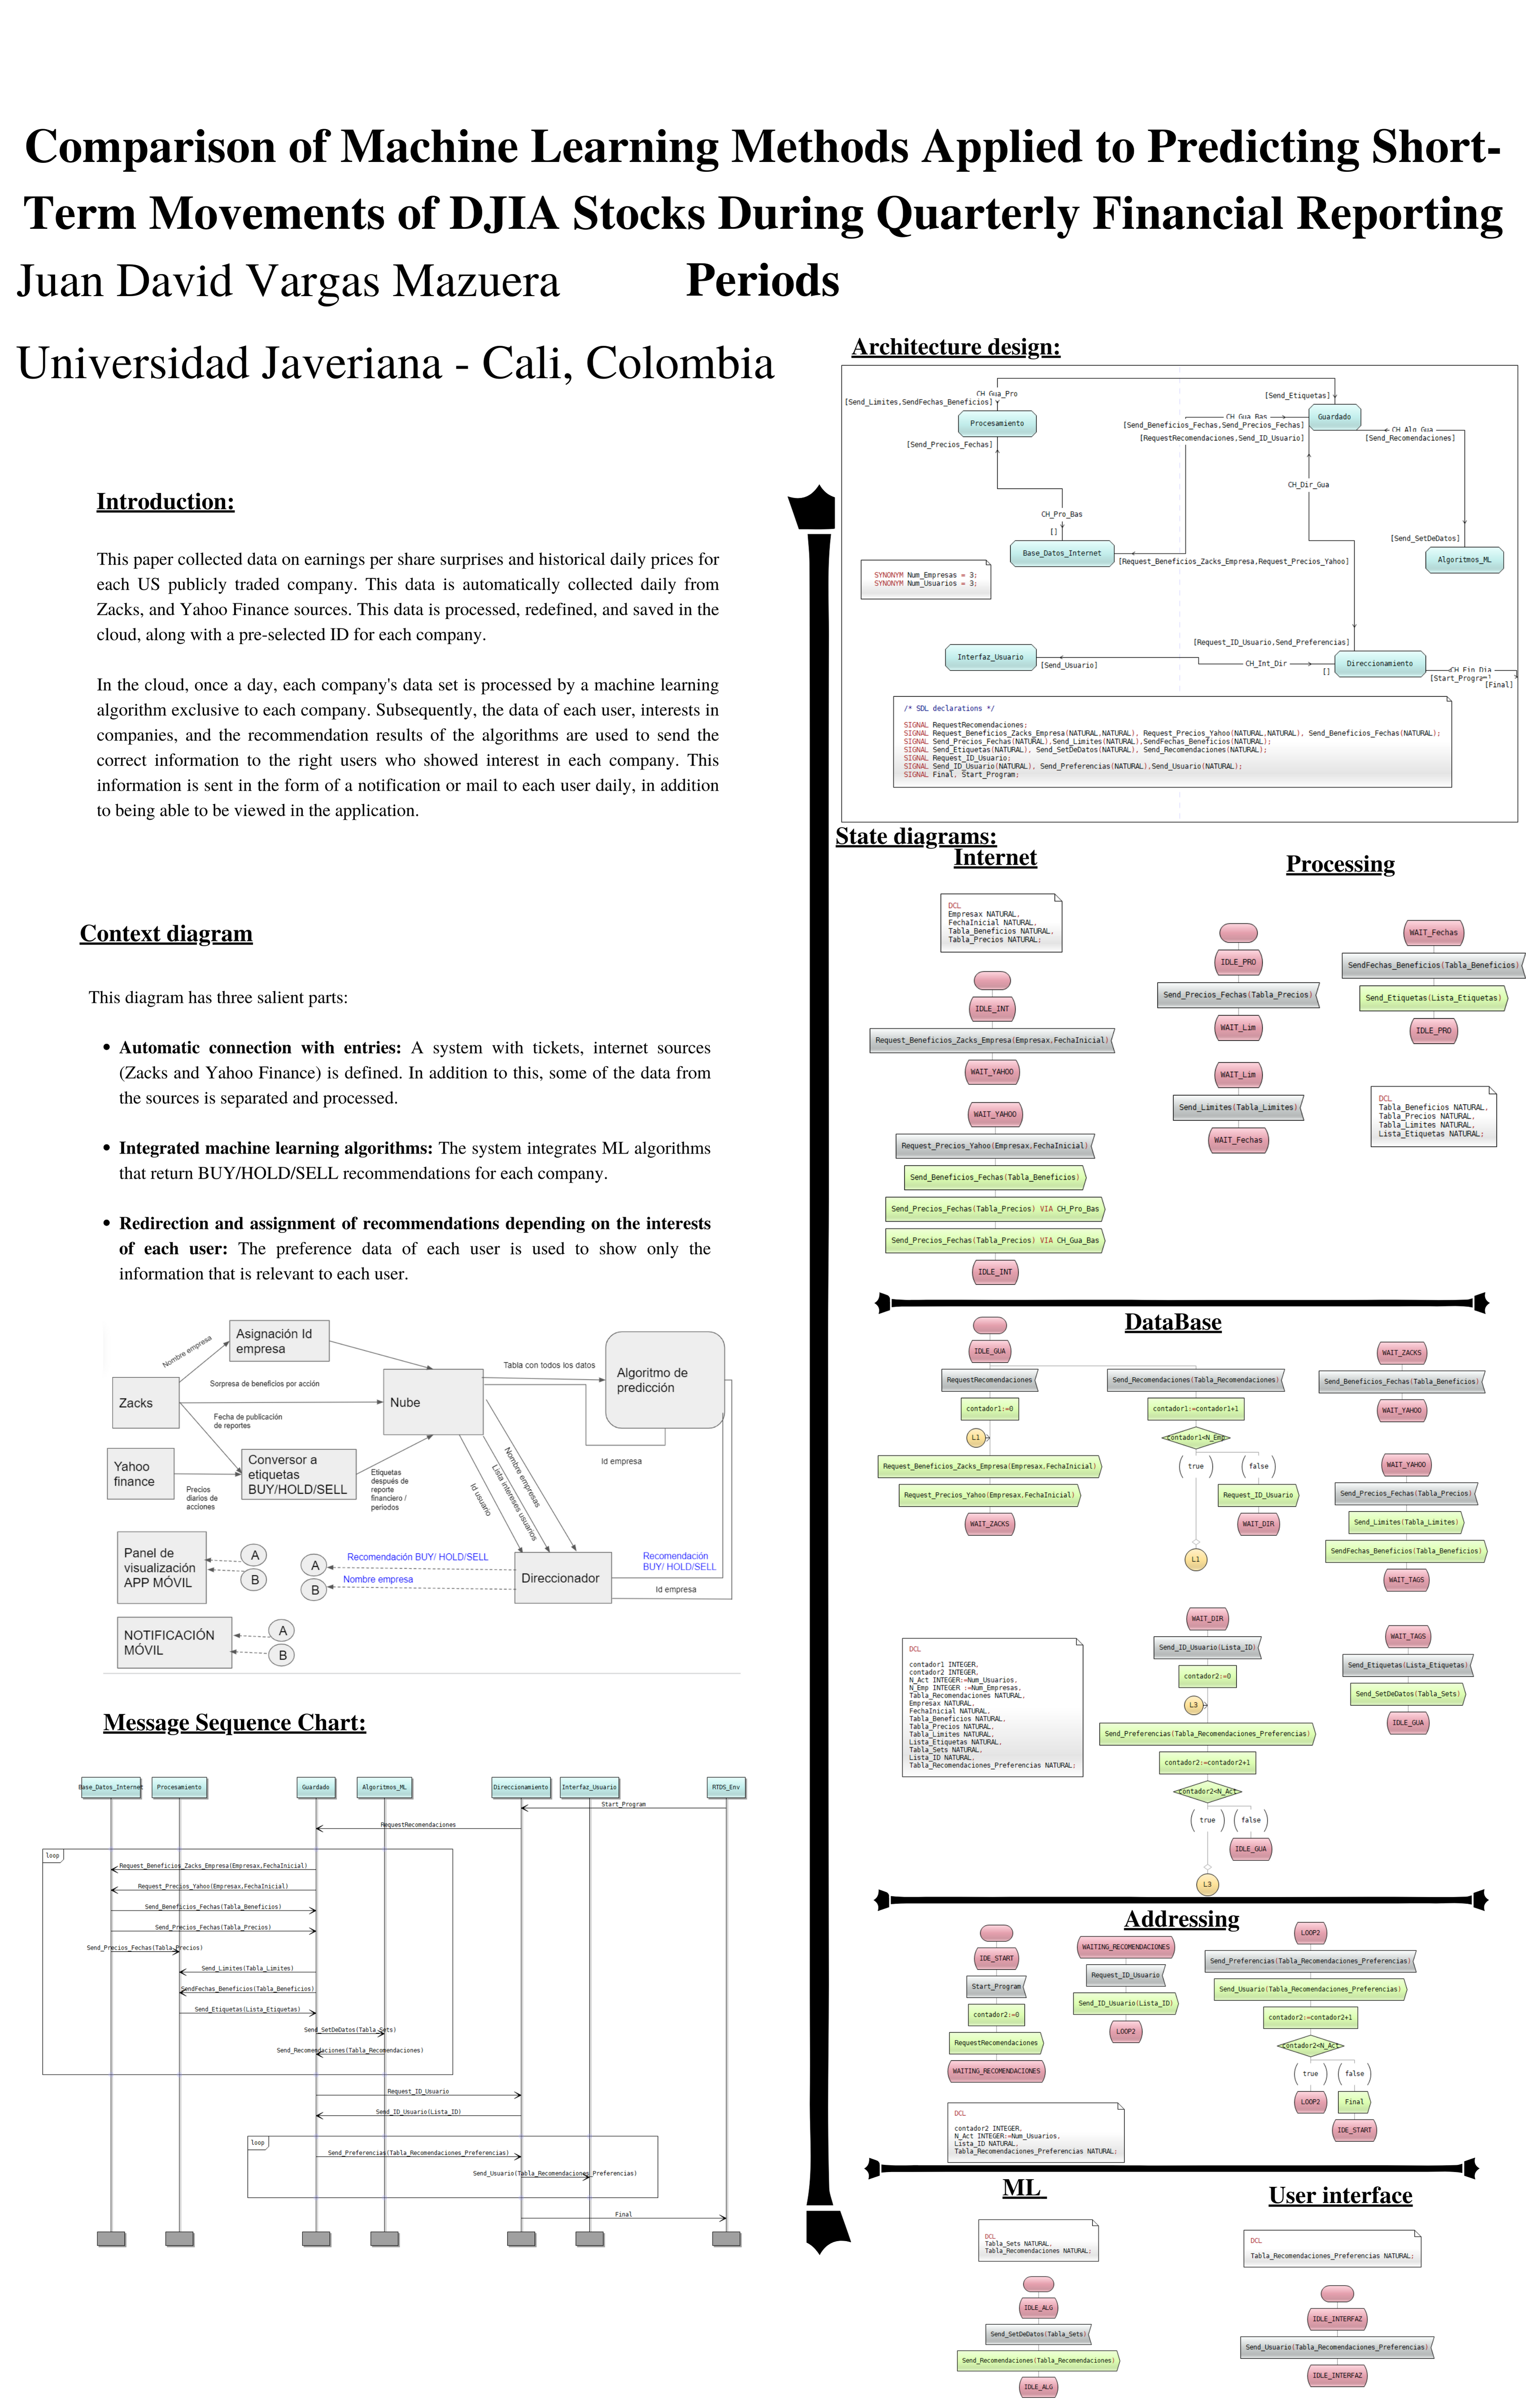 Comparison of Machine Learning Methods Applied to Predicting Short-
Term Movements of DJIA Stocks During Quarterly Financial Reporting
Periods
Juan David Vargas Mazuera
Universidad Javeriana - Cali, Colombia
Introduction:
This paper collected data on earnings per share surprises and historical daily prices for
each US publicly traded company. This data is automatically collected daily from
Zacks, and Yahoo Finance sources. This data is processed, redefined, and saved in the
cloud, along with a pre-selected ID for each company.
In the cloud, once a day, each company's data set is processed by a machine learning
algorithm exclusive to each company. Subsequently, the data of each user, interests in
companies, and the recommendation results of the algorithms are used to send the
correct information to the right users who showed interest in each company. This
information is sent in the form of a notification or mail to each user daily, in addition
to being able to be viewed in the application.
Context diagram
This diagram has three salient parts:
• Automatic connection with entries: A system with tickets, internet sources
(Zacks and Yahoo Finance) is defined. In addition to this, some of the data from
the sources is separated and processed.
• Integrated machine learning algorithms: The system integrates ML algorithms
that return BUY/HOLD/SELL recommendations for each company.
• Redirection and assignment of recommendations depending on the interests
of each user: The preference data of each user is used to show only the
information that is relevant to each user.
Nombre empresa
Asignación Id
empresa
Zacks
Sorpresa de beneficios por acción
Fecha de publicación
de reportes
Nube
Tabla con todos los datos
Algoritmo de
predicción
Id empresa
Yahoo
finance
Precios
diarios de
acciones
Conversor a
etiquetas
BUY/HOLD/SELL
Etiquetas
después de
reporte
financiero /
periodos
Id usuario
Lista intereses usuarios
Nombre empresas
Panel de
visualización
APP MÓVIL
A
B
A
B
Recomendación BUY/ HOLD/SELL
Nombre empresa
Direccionador
Recomendación
BUY/ HOLD/SELL
Id empresa
NOTIFICACIÓN
MÓVIL
A
B
Message Sequence Chart:
Base_Datos_Internet
Procesamiento
Guardado
Algoritmos_ML
Direccionamiento
Interfaz_Usuario
RTDS_Env
Start_Program
RequestRecomendaciones
loop
Request_Beneficios_Zacks_Empresa(Empresax,FechaInicial)
Request_Precios_Yahoo(Empresax,FechaInicial)
Send_Beneficios_Fechas(Tabla_Beneficios)
Send_Precios_Fechas(Tabla_Precios)
Send_Precios_Fechas(Tabla_Precios)
Send_Limites(Tabla_Limites)
SendFechas_Beneficios(Tabla_Beneficios)
Send_Etiquetas(Lista_Etiquetas)
Send_SetDeDatos(Tabla_Sets)
Send_Recomendaciones(Tabla_Recomendaciones)
Request_ID_Usuario
Send_ID_Usuario(Lista_ID)
loop
Send_Preferencias(Tabla_Recomendaciones_Preferencias)
Send_Usuario(Tabla_Recomendaciones_Preferencias)
Final
Architecture design:
CH_Gua_Pro
[Send_Limites,SendFechas_Beneficios]
Procesamiento
[Send_Precios_Fechas]
[Send_Etiquetas]
Guardado
CH_Gua_Bas
[Send_Beneficios_Fechas,Send_Precios_Fechas]
[RequestRecomendaciones,Send_ID_Usuario]
CH_Alg_Gua
[Send_Recomendaciones]
CH_Dir_Gua
CH_Pro_Bas
[]
Base_Datos_Internet
[Request_Beneficios_Zacks_Empresa,Request_Precios_Yahoo]
[Send_SetDeDatos]
Algoritmos_ML
SYNONYM Num_Empresas = 3;
SYNONYM Num_Usuarios = 3;
[Request_ID_Usuario,Send_Preferencias]
Interfaz_Usuario
[Send_Usuario]
CH_Int_Dir
[]
Direccionamiento
CH_Fin_Dia
[Start_Program]
[Final]
/* SDL declarations */
SIGNAL RequestRecomendaciones;
SIGNAL Request_Beneficios_Zacks_Empresa(NATURAL,NATURAL), Request_Precios_Yahoo(NATURAL,NATURAL), Send_Beneficios_Fechas(NATURAL);
SIGNAL Send_Precios_Fechas(NATURAL),Send_Limites(NATURAL),SendFechas_Beneficios(NATURAL);
SIGNAL Send_Etiquetas(NATURAL), Send_SetDeDatos(NATURAL), Send_Recomendaciones(NATURAL);
SIGNAL Request_ID_Usuario;
SIGNAL Send_ID_Usuario(NATURAL), Send_Preferencias(NATURAL),Send_Usuario(NATURAL);
SIGNAL Final, Start_Program;
State diagrams:
Internet
DCL
Empresax NATURAL,
FechaInicial NATURAL,
Tabla_Beneficios NATURAL,
Tabla_Precios NATURAL;
IDLE_INT
Request_Beneficios_Zacks_Empresa(Empresax,FechaInicial)
WAIT_YAHOO
WAIT_YAHOO
Request_Precios_Yahoo(Empresax,FechaInicial)
Send_Beneficios_Fechas(Tabla_Beneficios)
Send_Precios_Fechas(Tabla_Precios) VIA CH_Pro_Bas
Send_Precios_Fechas(Tabla_Precios) VIA CH_Gua_Bas
IDLE_INT
Processing
IDLE_PRO
Send_Precios_Fechas(Tabla_Precios)
WAIT_Lim
WAIT_Lim
Send_Limites(Tabla_Limites)
WAIT_Fechas
WAIT_Fechas
SendFechas_Beneficios(Tabla_Beneficios)
Send_Etiquetas(Lista_Etiquetas)
IDLE_PRO
DCL
Tabla_Beneficios NATURAL,
Tabla_Precios NATURAL,
Tabla_Limites NATURAL,
Lista_Etiquetas NATURAL;
DataBase
IDLE_GUA
RequestRecomendaciones
contador1:=0
L1
Request_Beneficios_Zacks_Empresa(Empresax,FechaInicial)
Request_Precios_Yahoo(Empresax,FechaInicial)
WAIT_ZACKS
Send_Recomendaciones(Tabla_Recomendaciones)
contador1:=contador1+1
contador1<N_Emp
true
false
Request_ID_Usuario
WAIT_DIR
L1
WAIT_ZACKS
Send_Beneficios_Fechas(Tabla_Beneficios)
WAIT_YAHOO
WAIT_YAHOO
Send_Precios_Fechas(Tabla_Precios)
Send_Limites(Tabla_Limites)
SendFechas_Beneficios(Tabla_Beneficios)
WAIT_TAGS
DCL
contador1 INTEGER,
contador2 INTEGER,
N_Act INTEGER:=Num_Usuarios,
N_Emp INTEGER :=Num_Empresas,
Tabla_Recomendaciones NATURAL,
Empresax NATURAL,
FechaInicial NATURAL,
Tabla_Beneficios NATURAL,
Tabla_Precios NATURAL,
Tabla_Limites NATURAL,
Lista_Etiquetas NATURAL,
Tabla_Sets NATURAL,
Lista_ID NATURAL,
Tabla_Recomendaciones_Preferencias NATURAL;
WAIT_DIR
Send_ID_Usuario(Lista_ID)
contador2:=0
L3
Send_Preferencias(Tabla_Recomendaciones_Preferencias)
contador2:=contador2+1
contador2<N_Act
true
false
IDLE_GUA
L3
WAIT_TAGS
Send_Etiquetas(Lista_Etiquetas)
Send_SetDeDatos(Tabla_Sets)
IDLE_GUA
Addressing
IDE_START
Start_Program
contador2:=0
RequestRecomendaciones
WAITING_RECOMENDACIONES
WAITING_RECOMENDACIONES
Request_ID_Usuario
Send_ID_Usuario(Lista_ID)
LOOP2
LOOP2
Send_Preferencias(Tabla_Recomendaciones_Preferencias)
Send_Usuario(Tabla_Recomendaciones_Preferencias)
contador2:=contador2+1
contador2<N_Act
true
false
LOOP2
Final
IDE_START
DCL
contador2 INTEGER,
N_Act INTEGER:=Num_Usuarios,
Lista_ID NATURAL,
Tabla_Recomendaciones_Preferencias NATURAL;
ML
DCL
Tabla_Sets NATURAL,
Tabla_Recomendaciones NATURAL;
IDLE_ALG
Send_SetDeDatos(Tabla_Sets)
Send_Recomendaciones(Tabla_Recomendaciones)
IDLE_ALG
User interface
DCL
Tabla_Recomendaciones_Preferencias NATURAL;
IDLE_INTERFAZ
Send_Usuario(Tabla_Recomendaciones_Preferencias)
IDLE_INTERFAZ